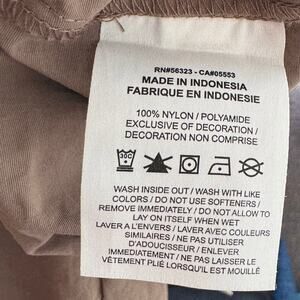 RN#56323 - CA#05553
MADE IN INDONESIA
FABRIQUE EN INDONESIE
100% NYLON / POLYAMIDE
EXCLUSIVE OF DECORATION /
DECORATION NON COMPRISE
30C
WASH INSIDE OUT / WASH WITH LIKE
COLORS / DO NOT USE SOFTENERS /
REMOVE IMMEDIATELY / DO NOT ALLOW TO
LAY ON ITSELF WHEN WET
LAVER A L'ENVERS / LAVER AVEC COULEURS
SIMILAIRES / NE PAS UTILISER
D'ADOUCISSEUR / ENLEVER
IMMEDIATEMENT / NE PAS LAISSER LE
VÊTEMENT PLIÉ LORSQU'IL EST MOUILLÉ